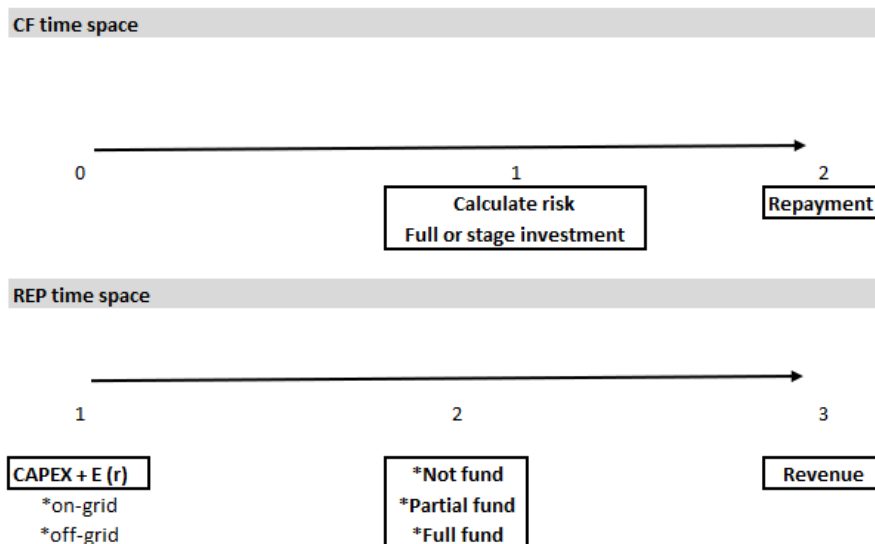 CF time space
0 1 2
Calculate risk Repayment
Full or stage investment
REP time space
1 2 3
CAPEX + E (r) *Not fund Revenue
*on-grid *Partial fund
*off-grid *Full fund